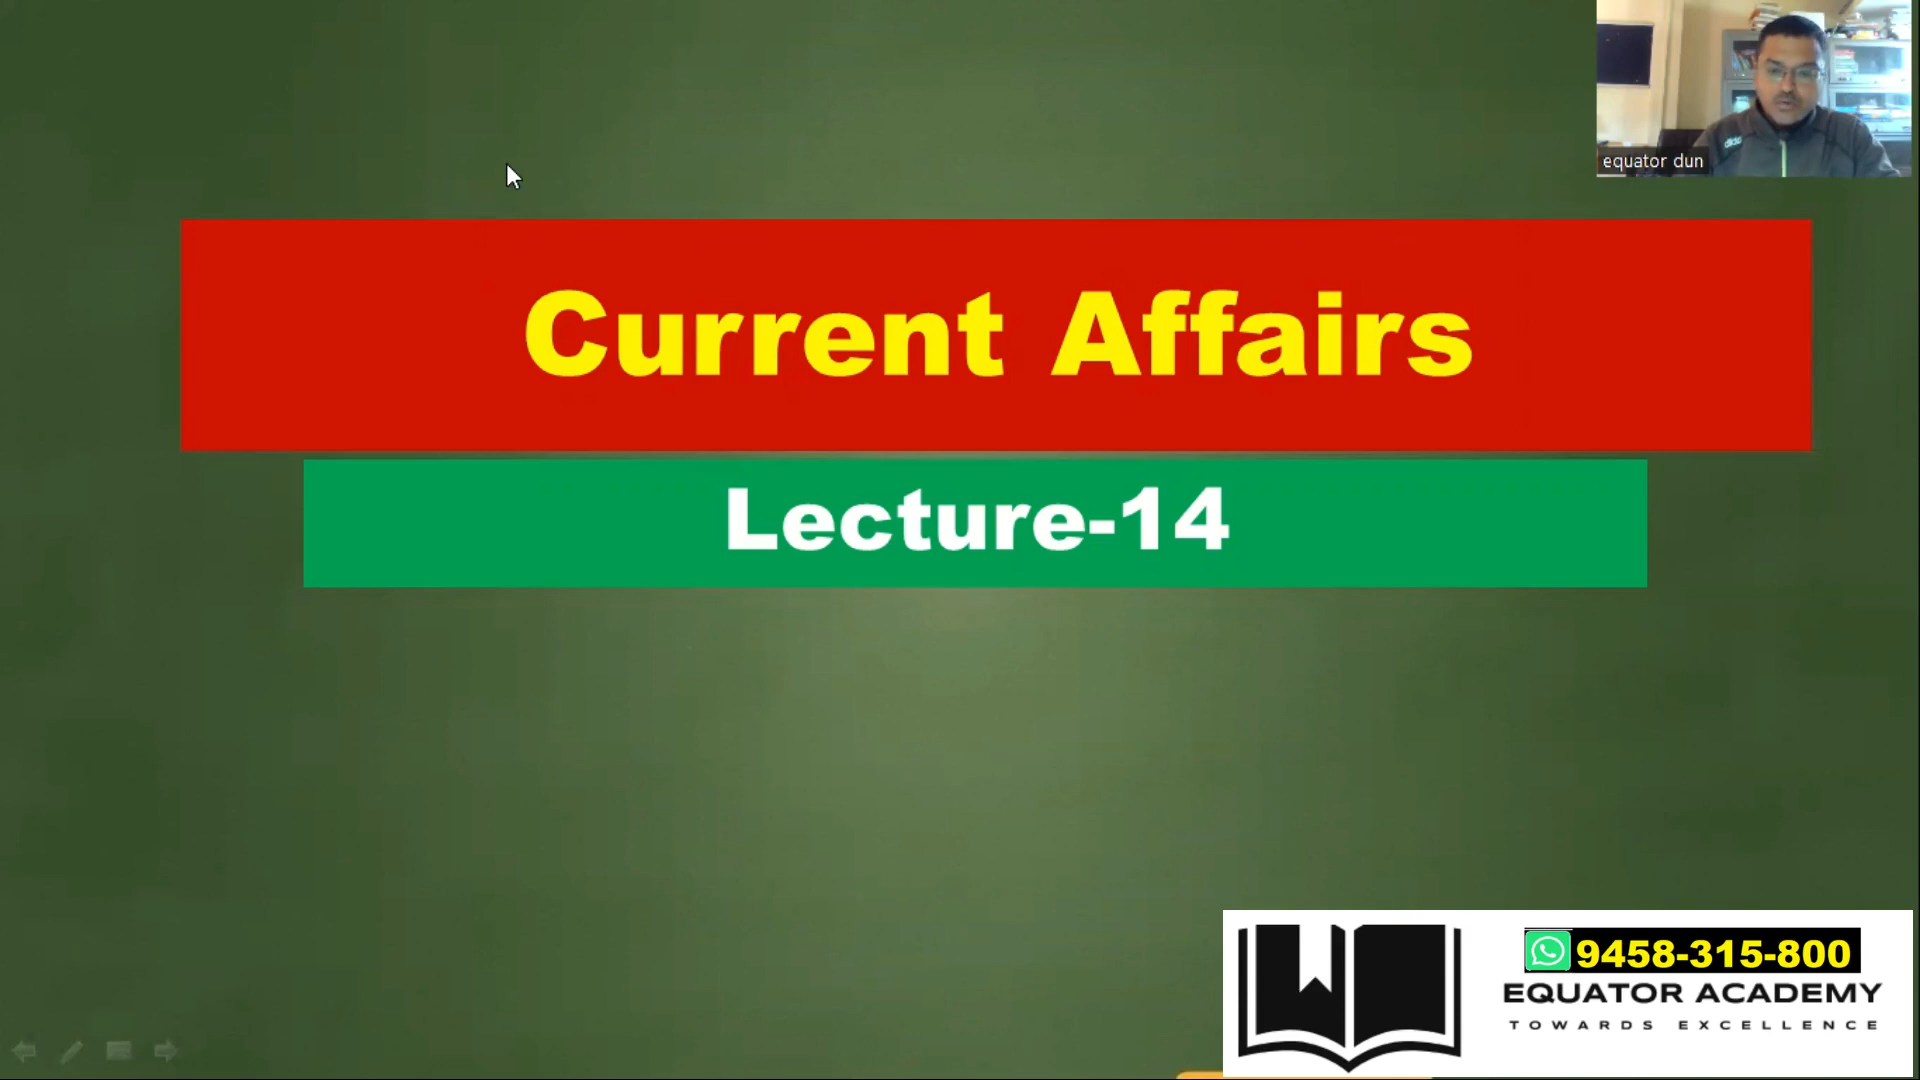 equator dun
Current Affairs
Lecture-14
9458-315-800
EQUATOR ACADEMY
TOWARDS EXCELLENCE